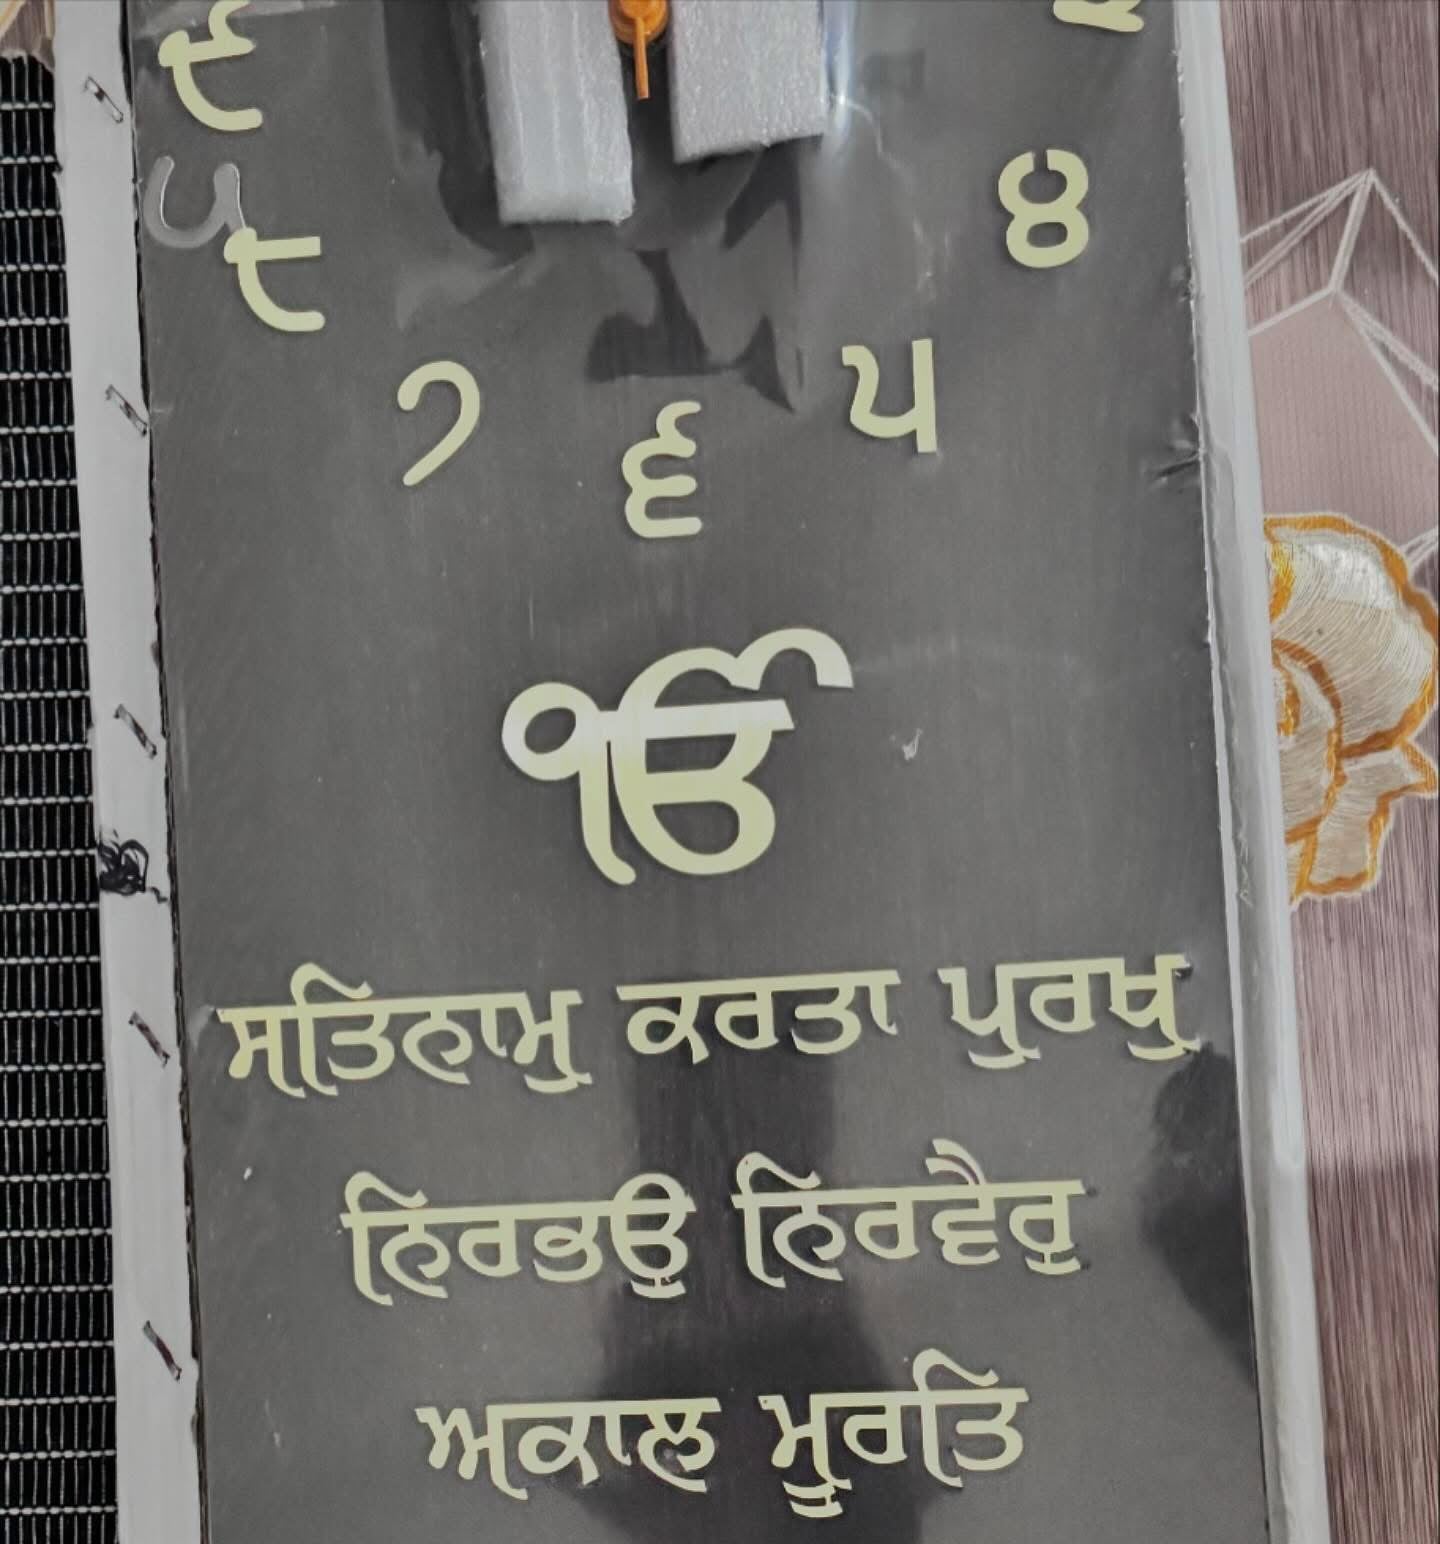 ੯
੮
੭
੬
੫
੪
ੴ
ਸਤਿਨਾਮੁ ਕਰਤਾ ਪੁਰਖੁ
ਨਿਰਭਉ ਨਿਰਵੈਰੁ
ਅਕਾਲ ਮੂਰਤਿ